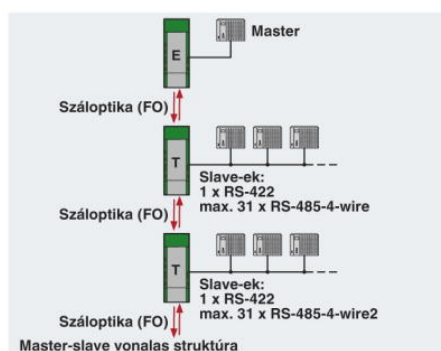 Master
E
Száloptika (FO)
T
Slave-ek:
1 x RS-422
max. 31 x RS-485-4-wire
Száloptika (FO)
T
Slave-ek:
1 x RS-422
max. 31 x RS-485-4-wire2
Száloptika (FO)
Master-slave vonalas struktúra